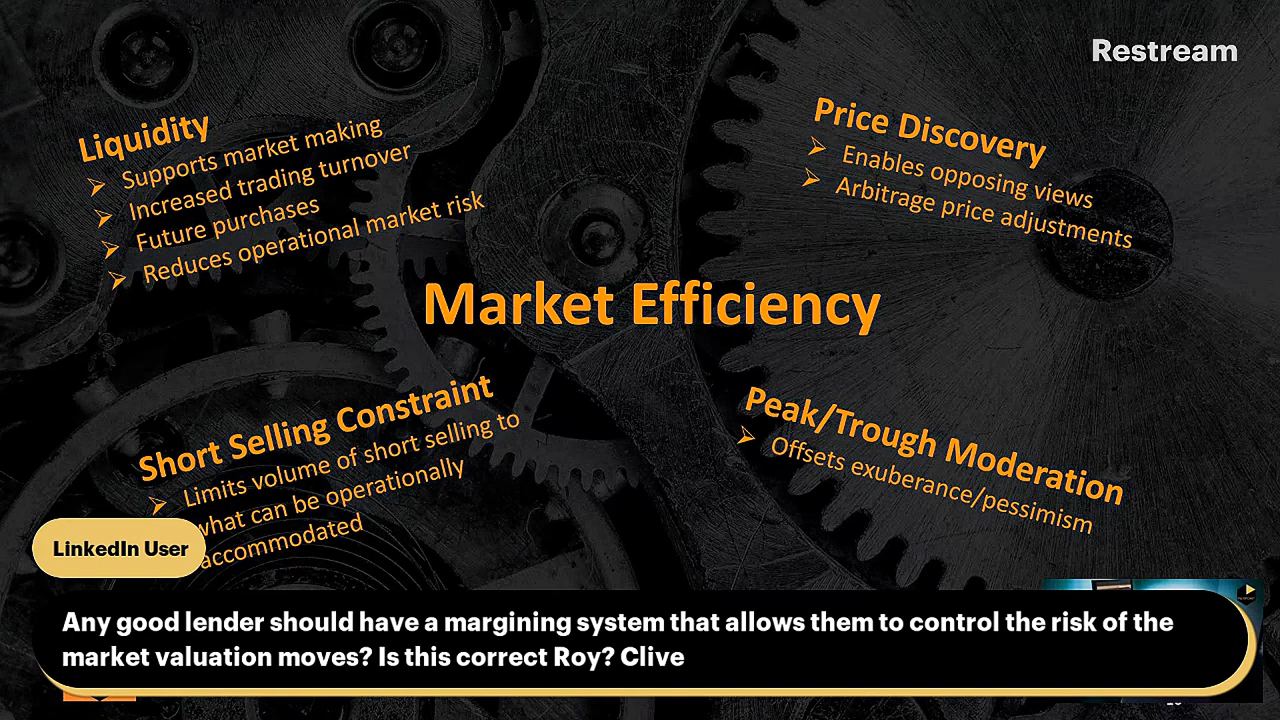 Restream
Liquidity
Supports market making
Increased trading turnover
Future purchases
Reduces operational market risk
Price Discovery
Enables opposing views
Arbitrage price adjustments
Market Efficiency
Short Selling Constraint
Limits volume of short selling to
what can be operationally
accommodated
Peak/Trough Moderation
Offsets exuberance/pessimism
LinkedIn User
Any good lender should have a margining system that allows them to control the risk of the
market valuation moves? Is this correct Roy? Clive